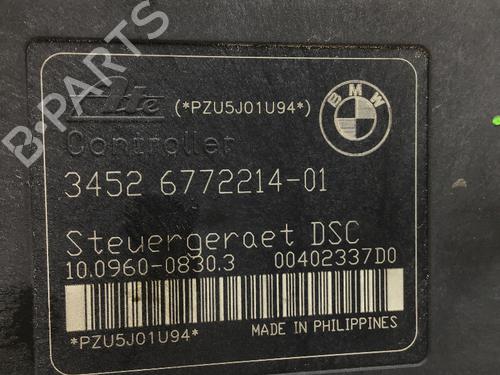 Ate (*PZU5J01U94*)
BMW
Controller
3452 6772214-01
Steuergeraet DSC
10.0960-0830.3 00402337D0
*PZU5J01U94*
MADE IN PHILIPPINES
B-PARTS